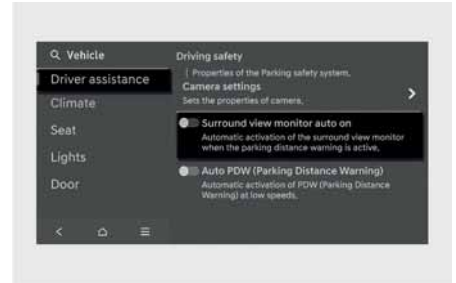 Vehicle
Driver assistance
Climate
Seat
Lights
Door
Driving safety
Properties of the Parking safety system.
Camera settings
Sets the properties of camera.
Surround view monitor auto on
Automatic activation of the surround view monitor
when the parking distance warning is active.
Auto PDW (Parking Distance Warning)
Automatic activation of PDW (Parking Distance
Warning) at low speeds.